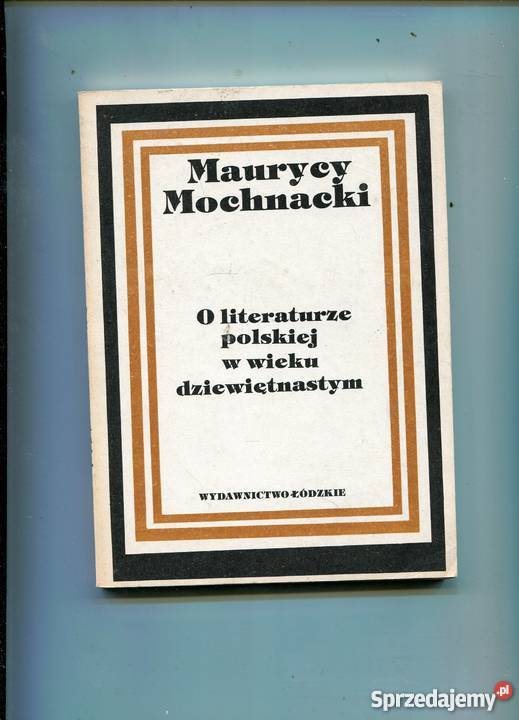 Maurycy
Mochnacki
O literaturze
polskiej
w wieku
dziewiętnastym
WYDAWNICTWO ŁÓDZKIE
Sprzedajemy.pl